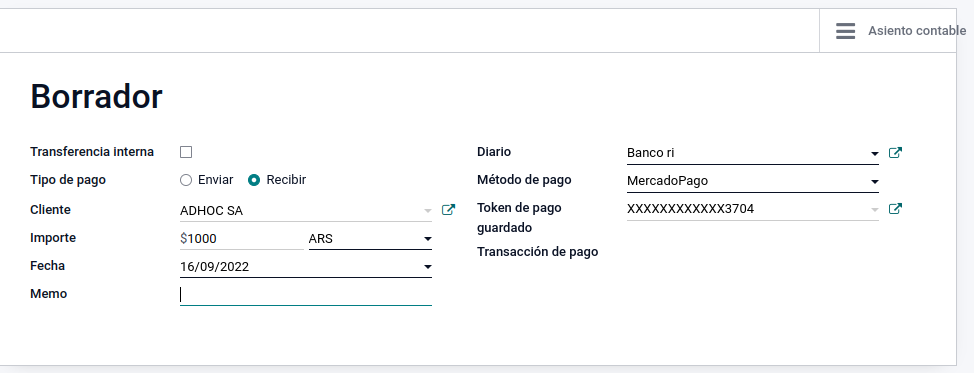 Asiento contable
Borrador
Transferencia interna
Tipo de pago Enviar Recibir
Cliente ADHOC SA
Importe $1000 ARS
Fecha 16/09/2022
Memo
Diario Banco ri
Método de pago MercadoPago
Token de pago XXXXXXXXXXXX3704
guardado
Transacción de pago